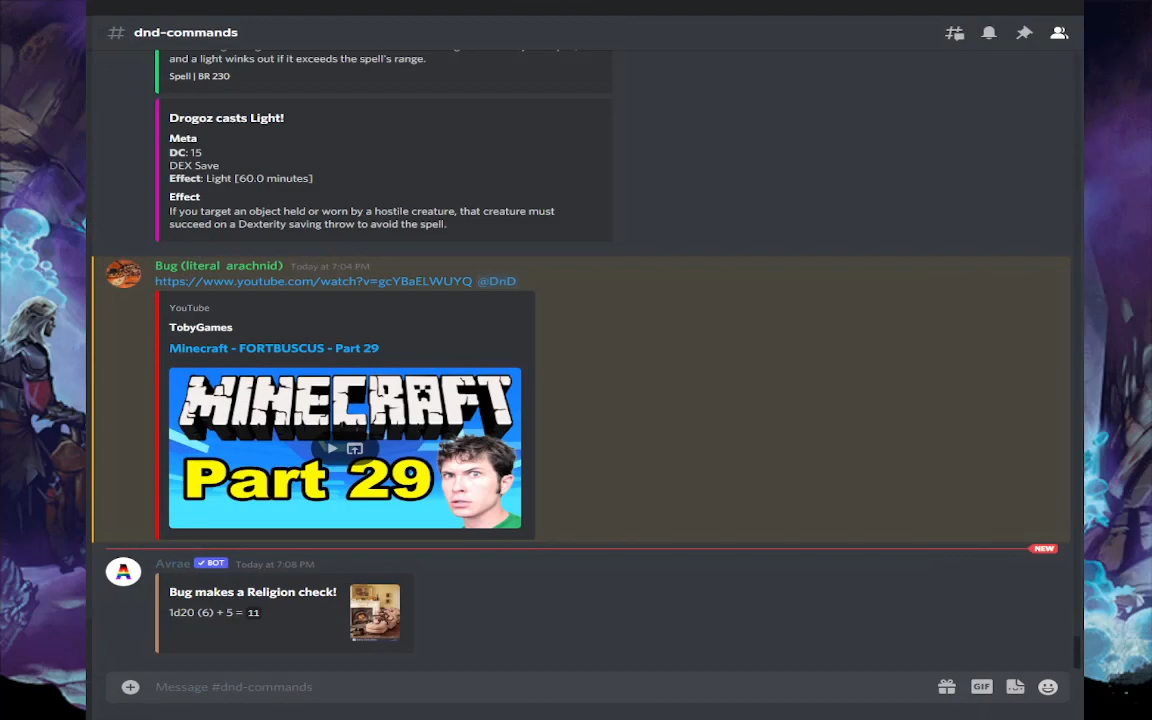 dnd-commands
and a light winks out if it exceeds the spell's range.
Spell | BR 230
Drogoz casts Light!
Meta
DC: 15
DEX Save
Effect: Light [60.0 minutes]
Effect
If you target an object held or worn by a hostile creature, that creature must
succeed on a Dexterity saving throw to avoid the spell.
Bug (literal arachnid) Today at 7:04 PM
https://www.youtube.com/watch?v=gcYBaELWUYQ @DnD
YouTube
TobyGames
Minecraft - FORTBUSCUS - Part 29
MINECRAFT
Part 29
NEW
Avrae BOT Today at 7:08 PM
Bug makes a Religion check!
1d20 (6) + 5 = 11
Message #dnd-commands
GIF